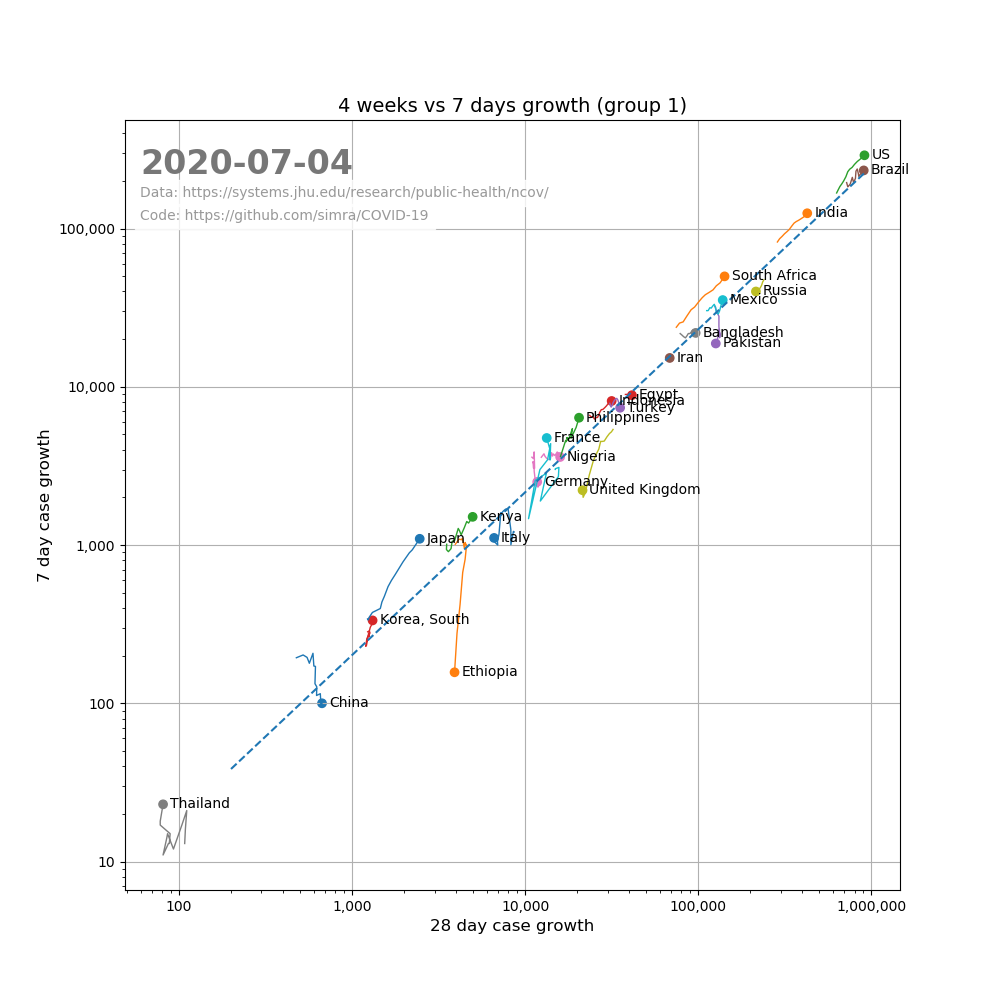 4 weeks vs 7 days growth (group 1)
2020-07-04
Data: https://systems.jhu.edu/research/public-health/ncov/
Code: https://github.com/simra/COVID-19
US
Brazil
India
South Africa
Russia
Mexico
Bangladesh
Pakistan
Iran
Egypt
Indonesia
Turkey
Philippines
France
Nigeria
Germany
United Kingdom
Kenya
Japan
Italy
Korea, South
Ethiopia
China
Thailand
100,000
10,000
1,000
100
10
7 day case growth
100
1,000
10,000
100,000
1,000,000
28 day case growth